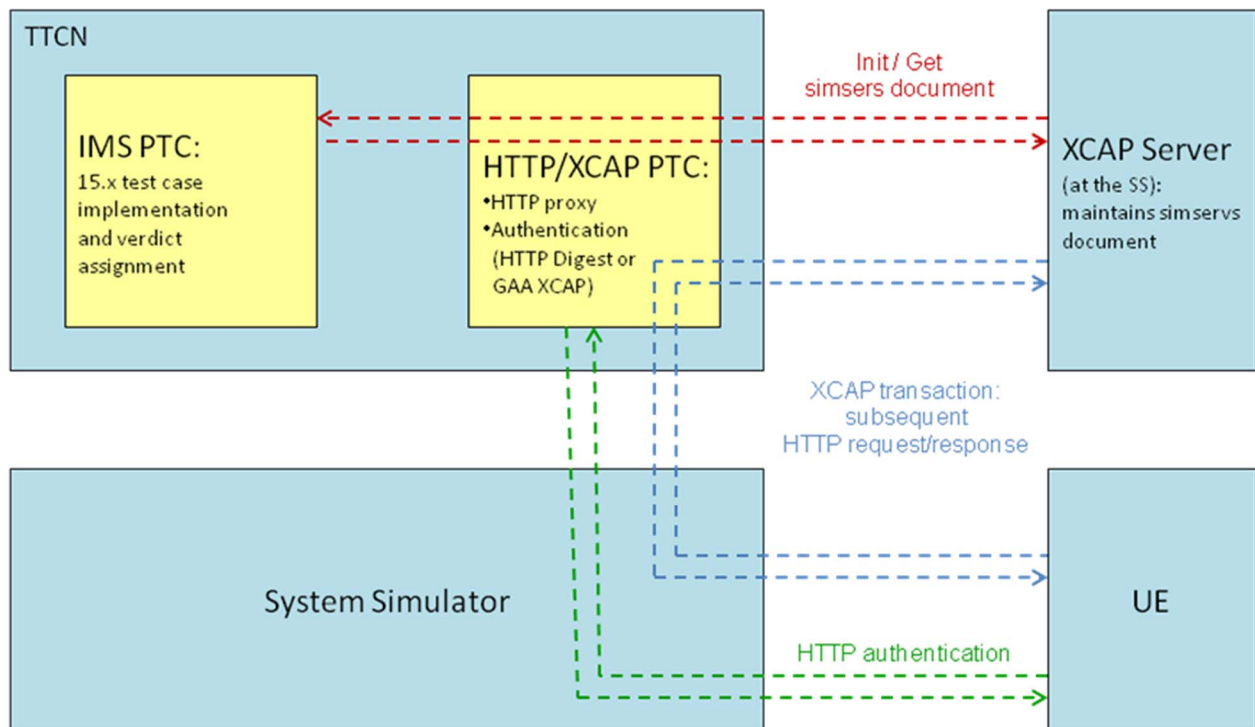 TTCN
IMS PTC:
15.x test case
implementation
and verdict
assignment
HTTP/XCAP PTC:
•HTTP proxy
•Authentication
(HTTP Digest or
GAA XCAP)
Init / Get
simsers document
XCAP Server
(at the SS):
maintains simservs
document
XCAP transaction:
subsequent
HTTP request/response
System Simulator
UE
HTTP authentication